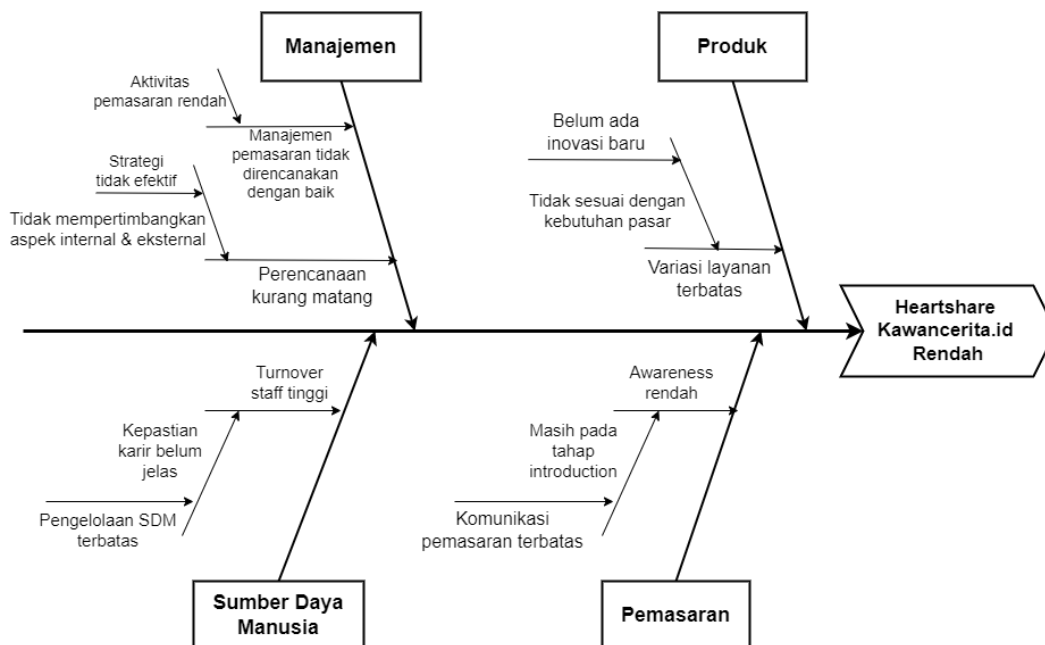 Manajemen
Produk
Aktivitas
pemasaran rendah
Manajemen
pemasaran tidak
direncanakan
dengan baik
Strategi
tidak efektif
Tidak mempertimbangkan
aspek internal & eksternal
Perencanaan
kurang matang
Belum ada
inovasi baru
Tidak sesuai dengan
kebutuhan pasar
Variasi layanan
terbatas
Heartshare
Kawancerita.id
Rendah
Turnover
staff tinggi
Kepastian
karir belum
jelas
Pengelolaan SDM
terbatas
Awareness
rendah
Masih pada
tahap
introduction
Komunikasi
pemasaran terbatas
Sumber Daya
Manusia
Pemasaran